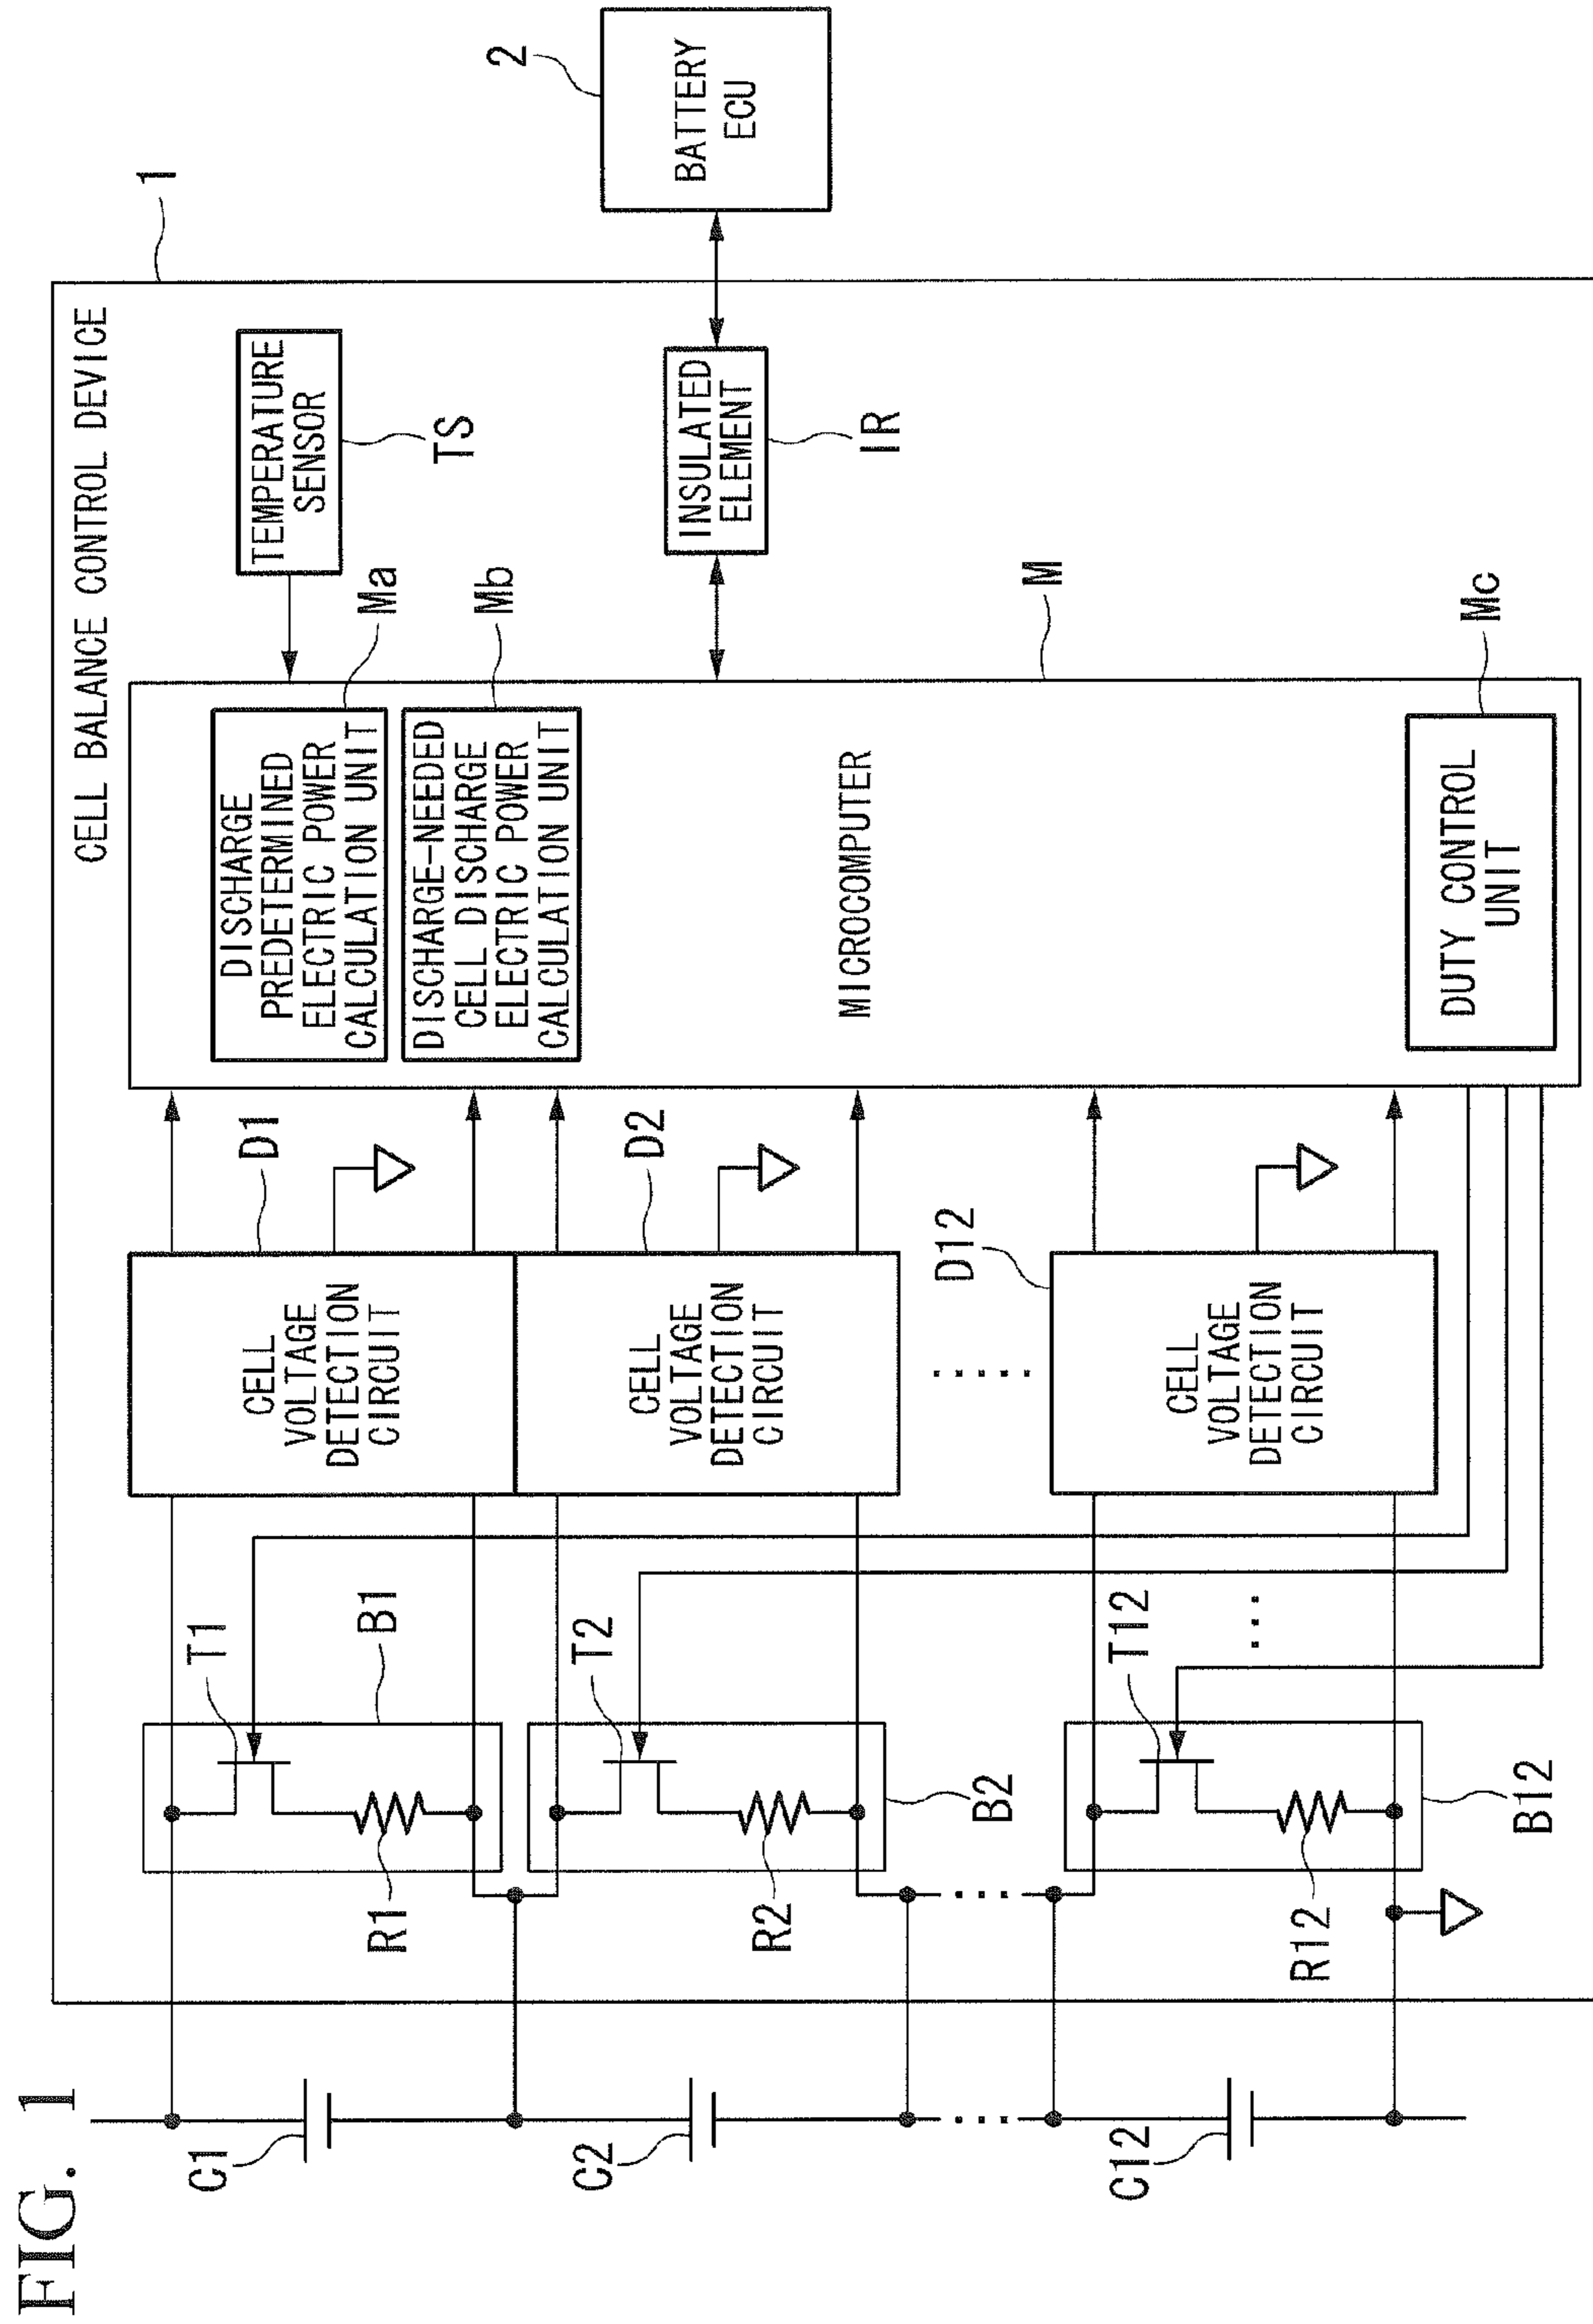 FIG. 1
CELL BALANCE CONTROL DEVICE
1
C1
C2
C12
T1
R1
B1
T2
R2
B2
T12
R12
B12
CELL
VOLTAGE
DETECTION
CIRCUIT
D1
CELL
VOLTAGE
DETECTION
CIRCUIT
D2
CELL
VOLTAGE
DETECTION
CIRCUIT
D12
DISCHARGE
PREDETERMINED
ELECTRIC POWER
CALCULATION UNIT
Ma
DISCHARGE-NEEDED
CELL DISCHARGE
ELECTRIC POWER
CALCULATION UNIT
Mb
MICROCOMPUTER
M
DUTY CONTROL
UNIT
Mc
TEMPERATURE
SENSOR
TS
INSULATED
ELEMENT
IR
BATTERY
ECU
2